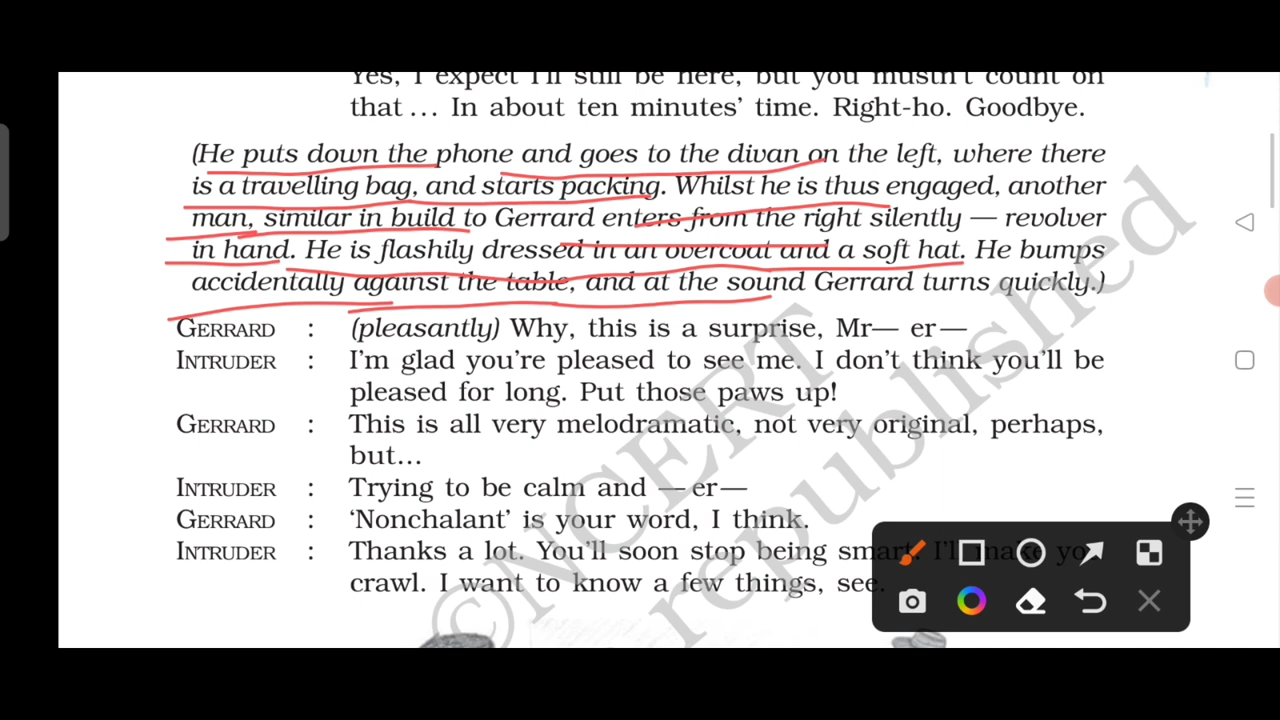 Yes, I expect I'll still be here, but you mustn't count on
that ... In about ten minutes' time. Right-ho. Goodbye.
(He puts down the phone and goes to the divan on the left, where there
is a travelling bag, and starts packing. Whilst he is thus engaged, another
man, similar in build to Gerrard enters from the right silently — revolver
in hand. He is flashily dressed in an overcoat and a soft hat. He bumps
accidentally against the table, and at the sound Gerrard turns quickly.)
GERRARD : (pleasantly) Why, this is a surprise, Mr— er—
INTRUDER : I'm glad you're pleased to see me. I don't think you'll be
pleased for long. Put those paws up!
GERRARD : This is all very melodramatic, not very original, perhaps,
but...
INTRUDER : Trying to be calm and —er—
GERRARD : 'Nonchalant' is your word, I think.
INTRUDER : Thanks a lot. You'll soon stop being smart. I'll make you
crawl. I want to know a few things, see.
©NCERT
republished